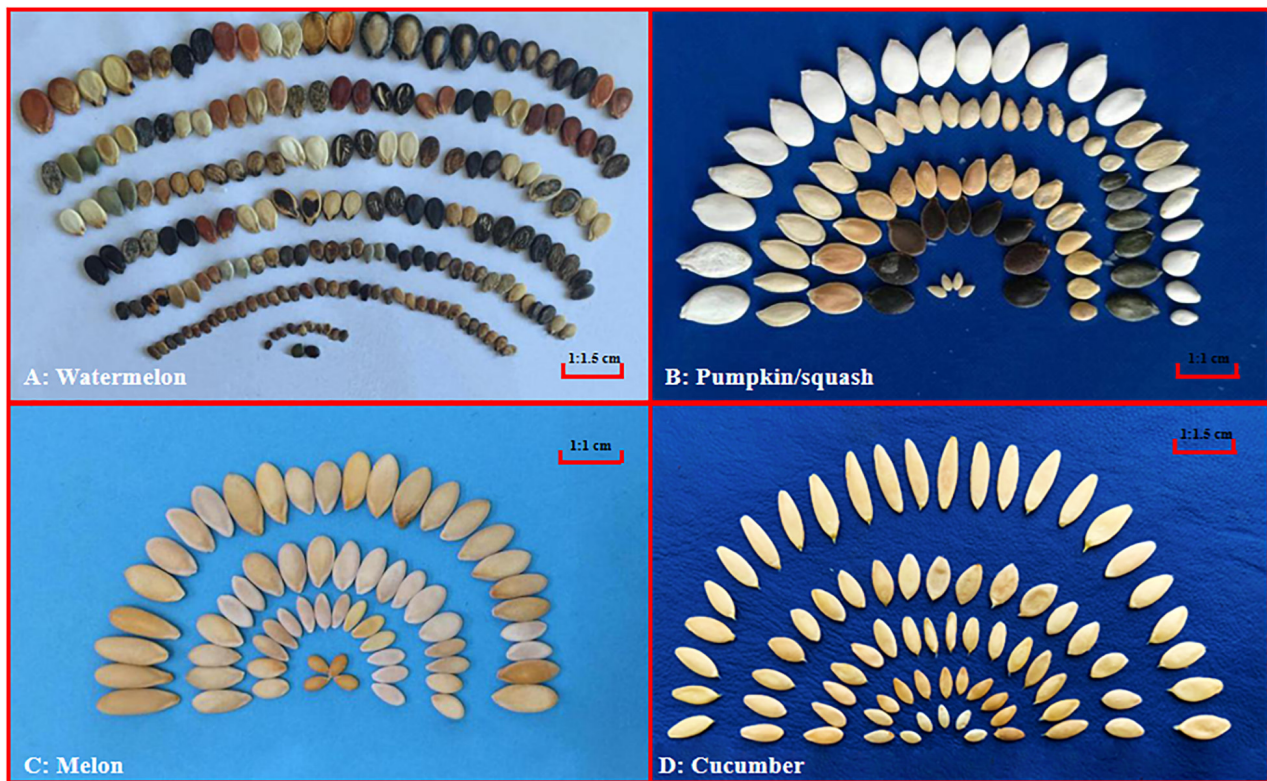 1:1.5 cm
A: Watermelon
1:1 cm
B: Pumpkin/squash
1:1 cm
C: Melon
1:1.5 cm
D: Cucumber